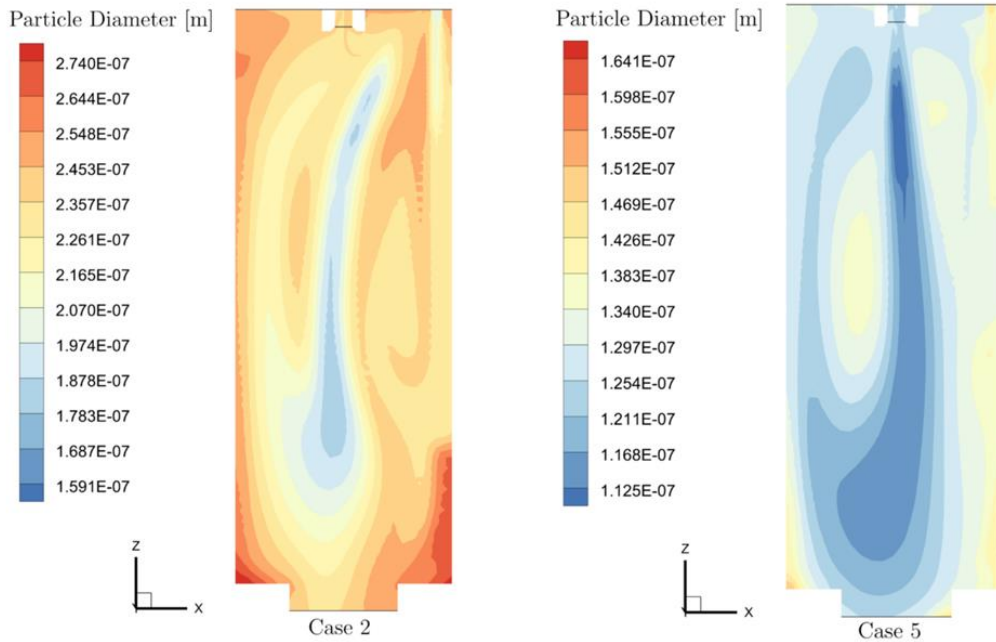 Particle Diameter [m]
2.740E-07
2.644E-07
2.548E-07
2.453E-07
2.357E-07
2.261E-07
2.165E-07
2.070E-07
1.974E-07
1.878E-07
1.783E-07
1.687E-07
1.591E-07
Z
X
Case 2
Particle Diameter [m]
1.641E-07
1.598E-07
1.555E-07
1.512E-07
1.469E-07
1.426E-07
1.383E-07
1.340E-07
1.297E-07
1.254E-07
1.211E-07
1.168E-07
1.125E-07
Z
X
Case 5